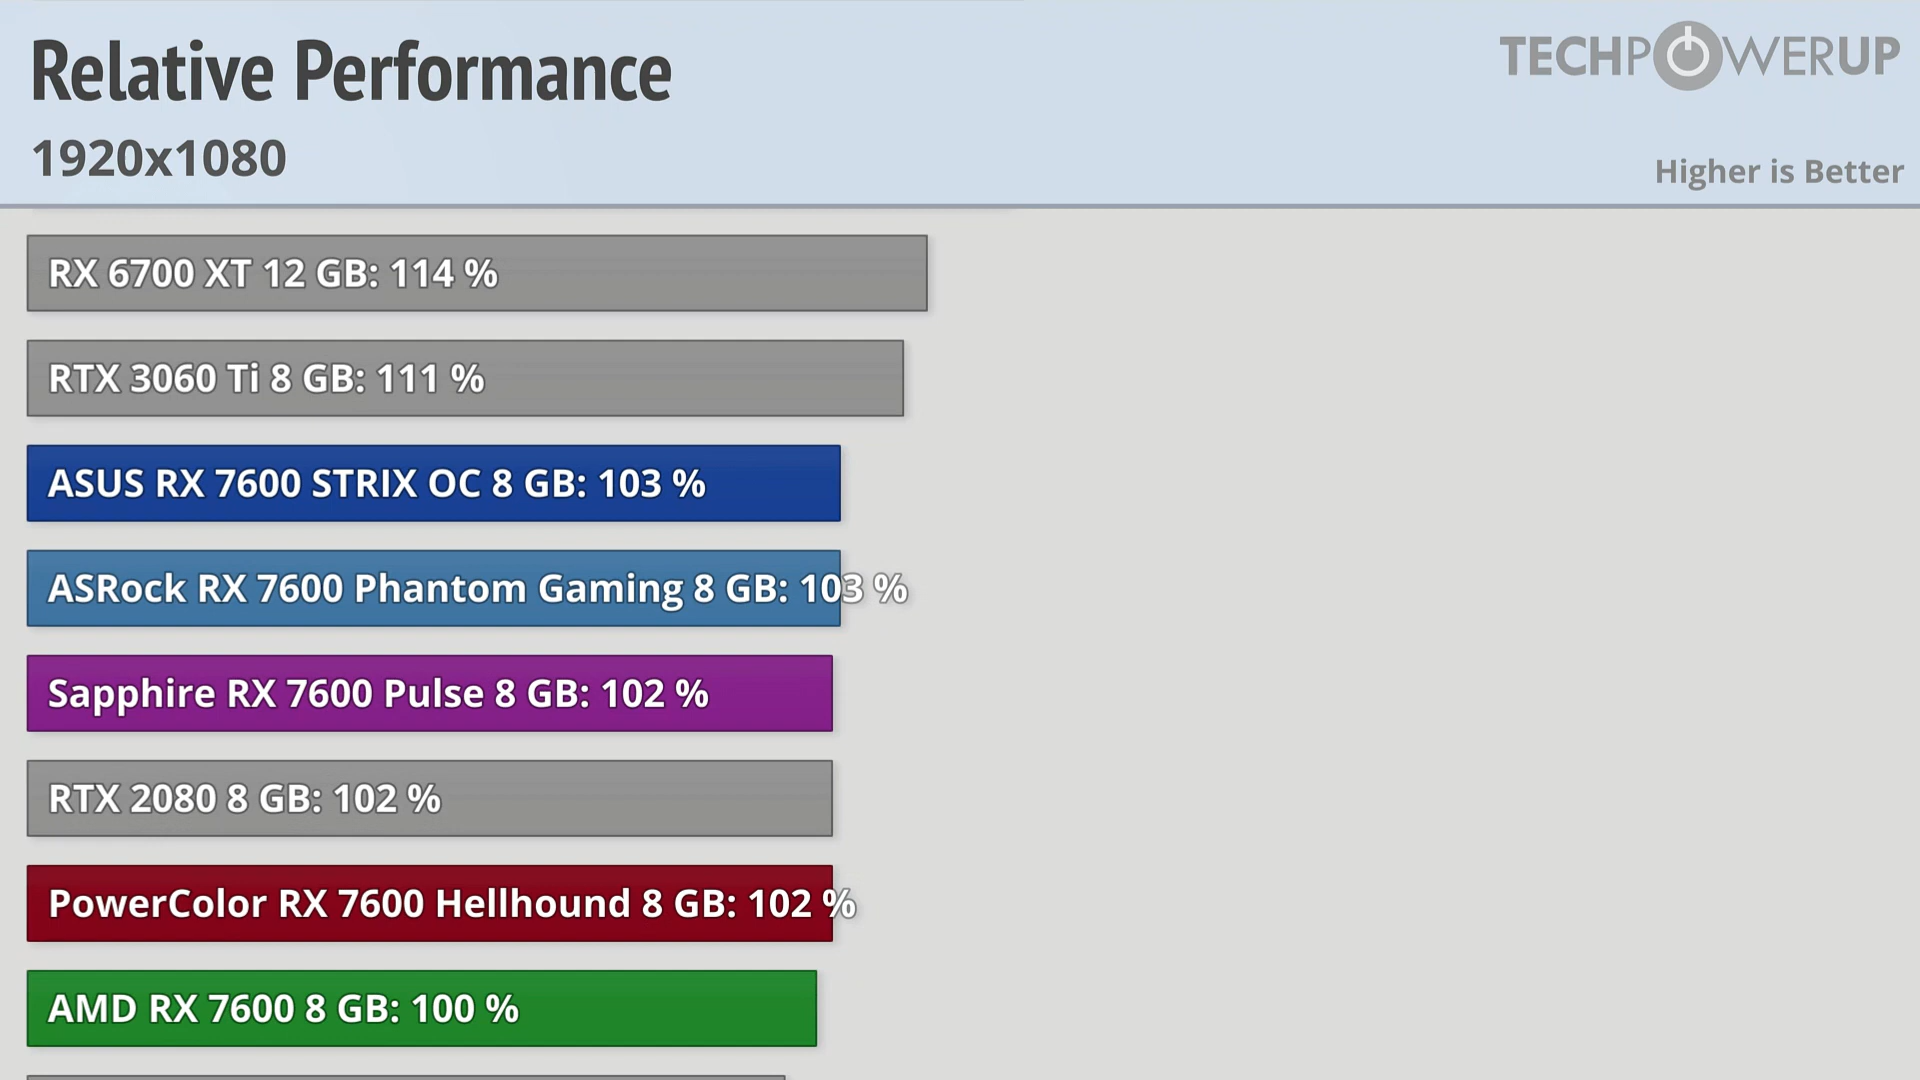 Relative Performance
TECHPOWERUP
1920x1080
Higher is Better
RX 6700 XT 12 GB: 114 %
RTX 3060 Ti 8 GB: 111 %
ASUS RX 7600 STRIX OC 8 GB: 103 %
ASRock RX 7600 Phantom Gaming 8 GB: 103 %
Sapphire RX 7600 Pulse 8 GB: 102 %
RTX 2080 8 GB: 102 %
PowerColor RX 7600 Hellhound 8 GB: 102 %
AMD RX 7600 8 GB: 100 %